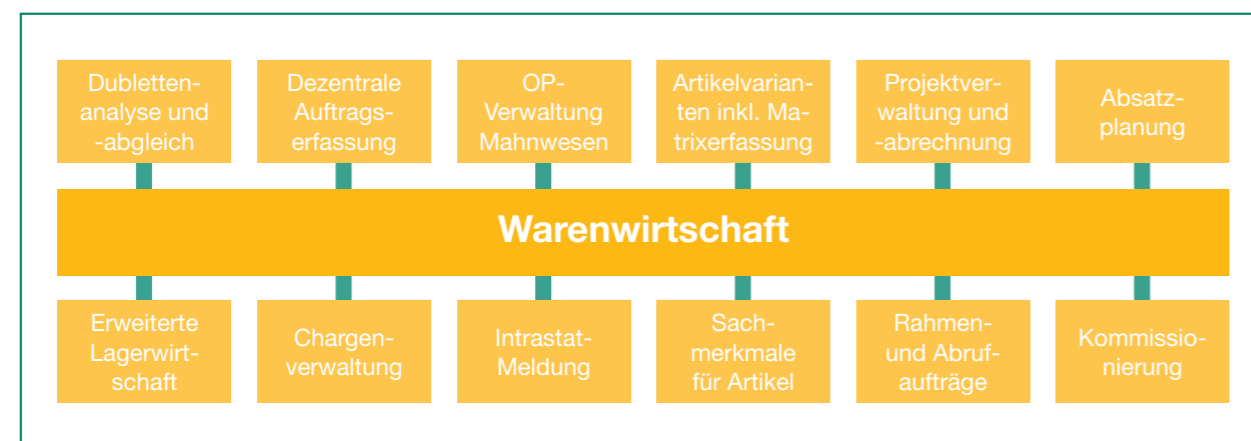 Dubletten-
analyse und
-abgleich
Dezentrale
Auftrags-
erfassung
OP-
Verwaltung
Mahnwesen
Artikelvarian-
ten inkl. Ma-
trixerfassung
Projektver-
waltung und
-abrechnung
Absatz-
planung
Warenwirtschaft
Erweiterte
Lagerwirt-
schaft
Chargen-
verwaltung
Intrastat-
Meldung
Sach-
merkmale
für Artikel
Rahmen-
und Abruf-
aufträge
Kommissio-
nierung